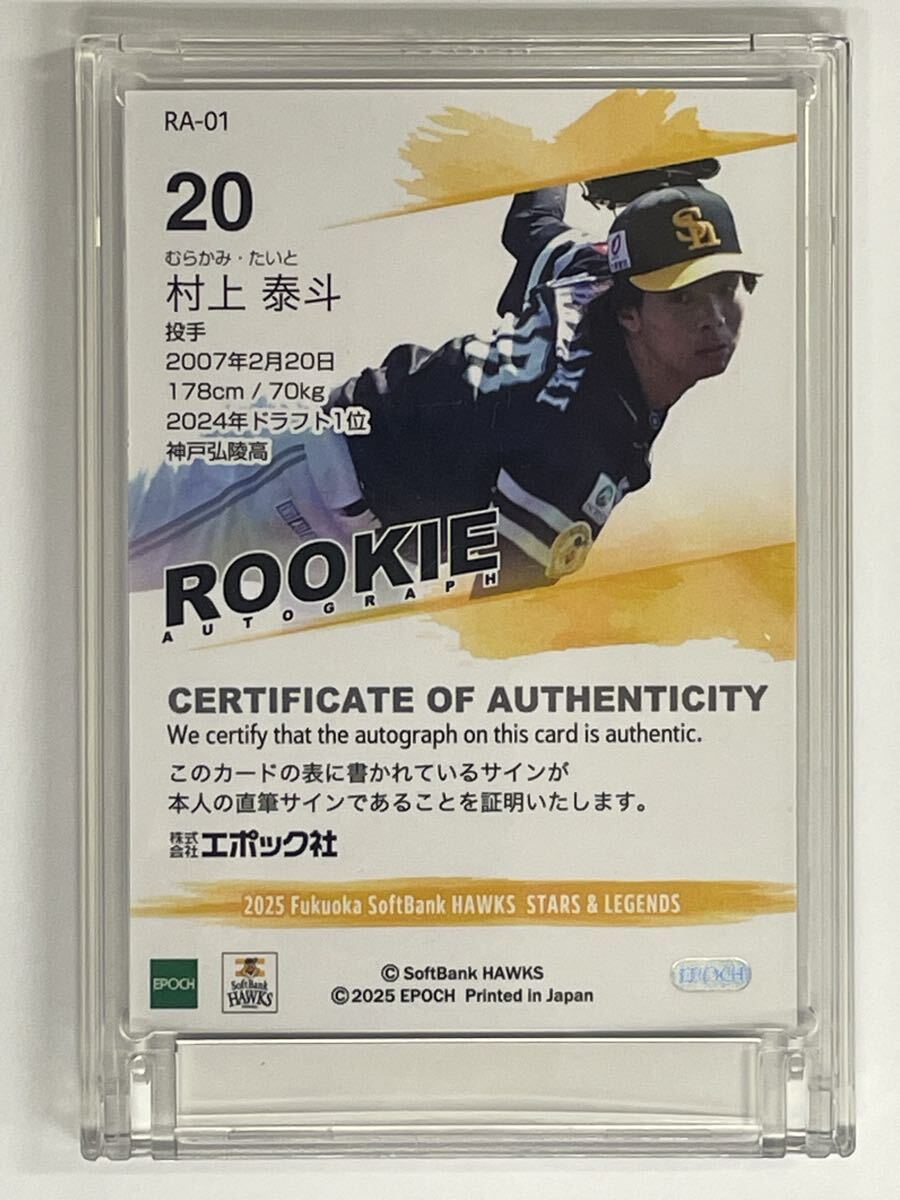 RA-01
20
むらかみ・たいと
村上 泰斗
投手
2007年2月20日
178cm / 70kg
2024年ドラフト1位
神戸弘陵高
ROOKIE
AUTOGRAPH
CERTIFICATE OF AUTHENTICITY
We certify that the autograph on this card is authentic.
このカードの表に書かれているサインが
本人の直筆サインであることを証明いたします。
株式会社エポック社
2025 Fukuoka SoftBank HAWKS STARS & LEGENDS
EPOCH
SoftBank
HAWKS
© SoftBank HAWKS
©2025 EPOCH Printed in Japan
EPOCH